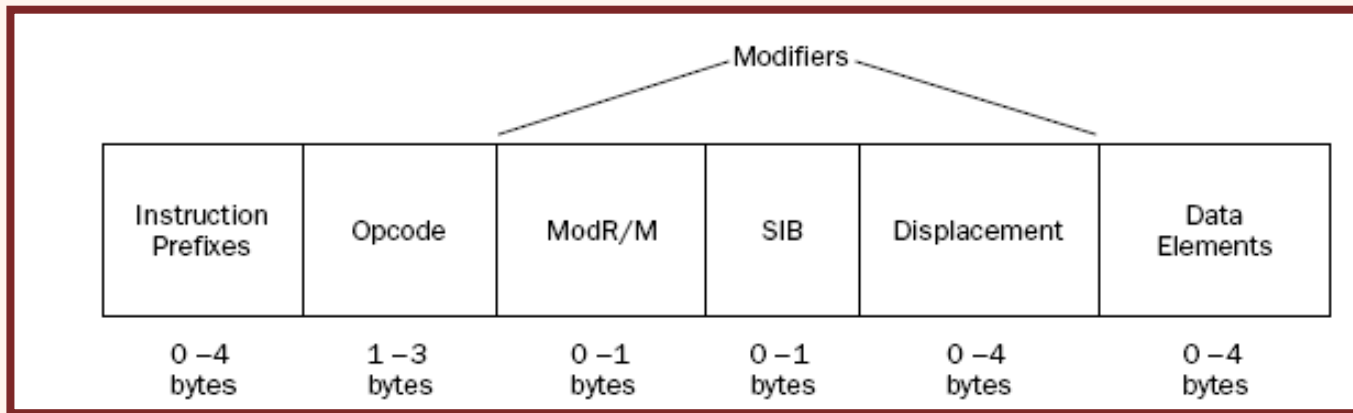 Modifiers
Instruction
Prefixes
Opcode
ModR/M
SIB
Displacement
Data
Elements
0 –4
bytes
1 –3
bytes
0 –1
bytes
0 –1
bytes
0 –4
bytes
0 –4
bytes